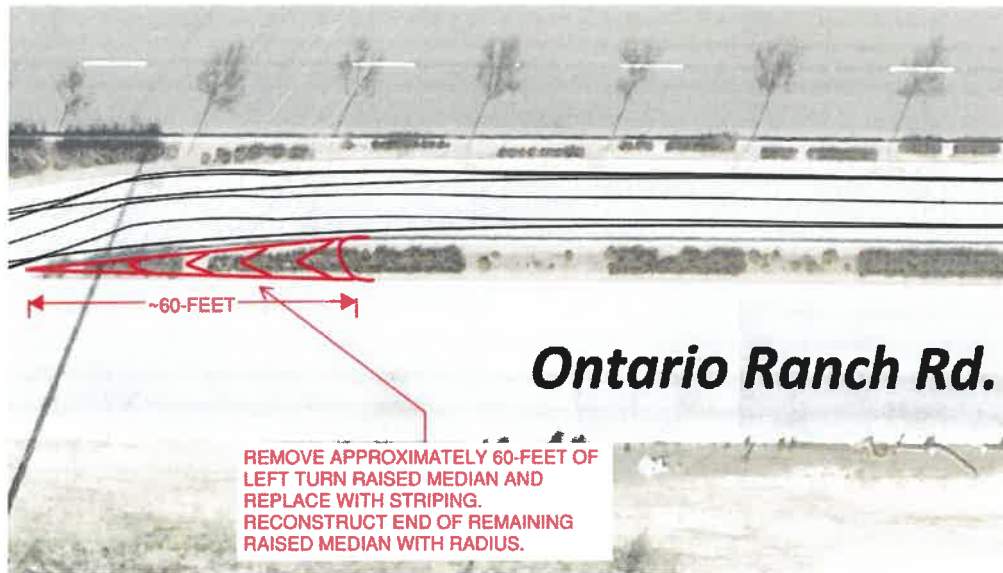 ~60-FEET
Ontario Ranch Rd.
REMOVE APPROXIMATELY 60-FEET OF
LEFT TURN RAISED MEDIAN AND
REPLACE WITH STRIPING.
RECONSTRUCT END OF REMAINING
RAISED MEDIAN WITH RADIUS.